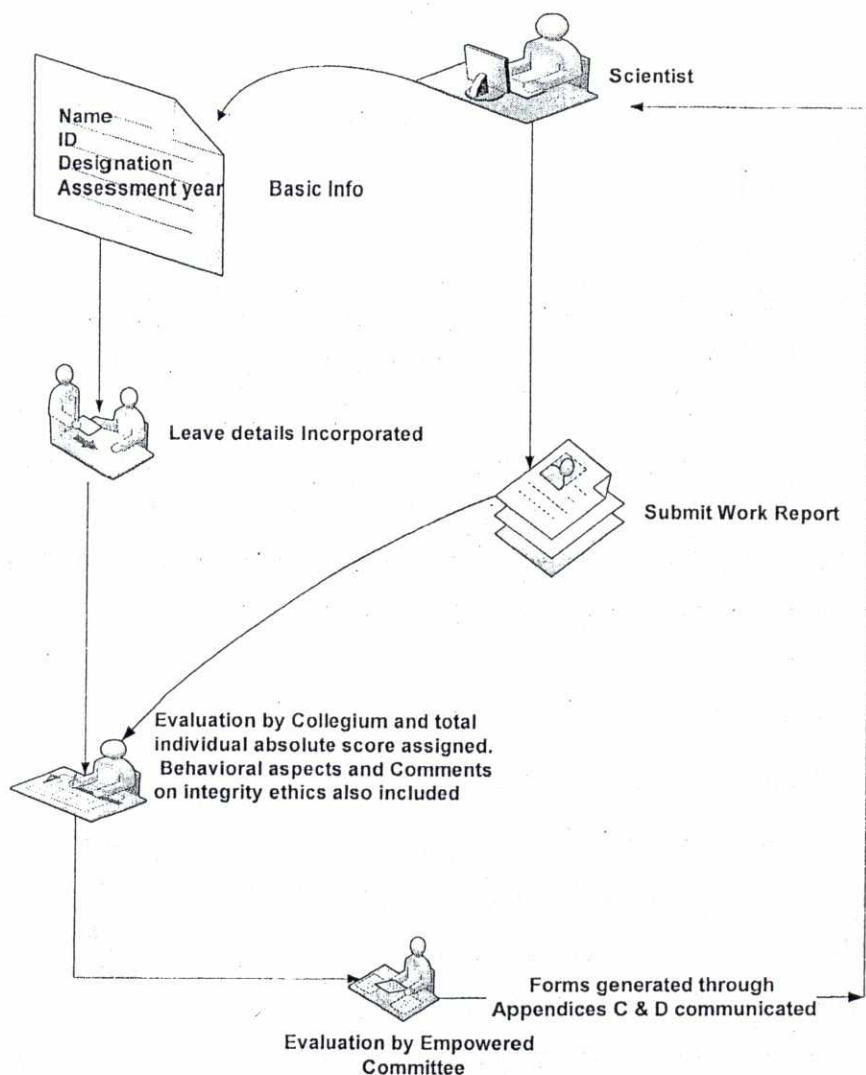 Scientist
Name
ID
Designation
Assessment year
Basic Info
Leave details Incorporated
Submit Work Report
Evaluation by Collegium and total
individual absolute score assigned.
Behavioral aspects and Comments
on integrity ethics also included
Forms generated through
Appendices C & D communicated
Evaluation by Empowered
Committee